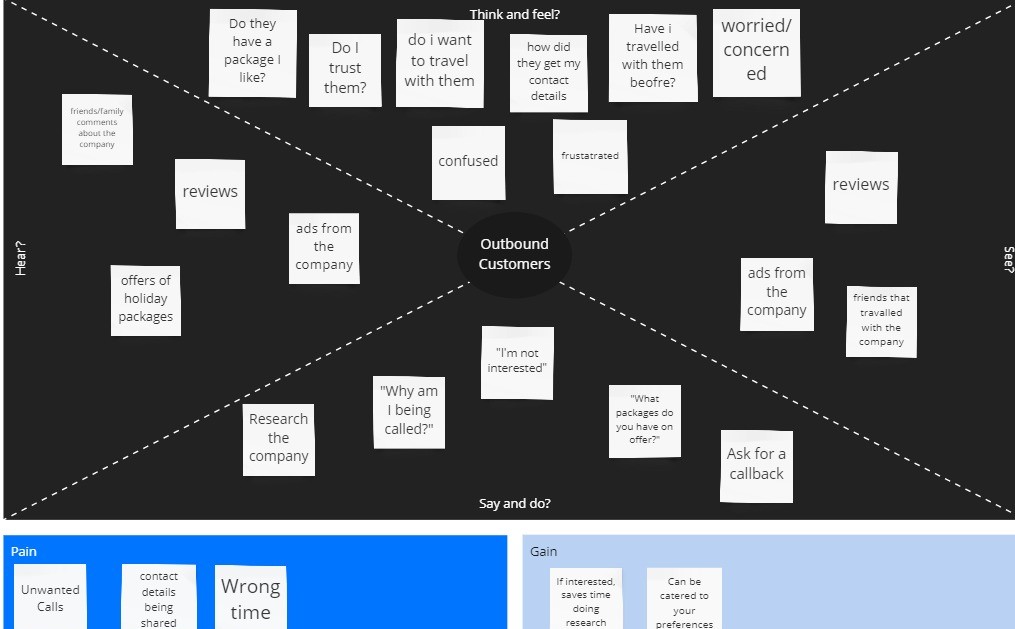 Think and feel?
Do they
have a
package I
like?
Do I
trust
them?
do i want
to travel
with them
how did
they get my
contact
details
Have i
travelled
with them
beofre?
worried/
concern
ed
confused
frustatrated
Hear?
friends/family
comments
about the
company
reviews
ads from
the
company
offers of
holiday
packages
Outbound
Customers
See?
reviews
ads from
the
company
friends that
travalled
with the
company
"I'm not
interested"
"Why am
I being
called?"
Research
the
company
"What
packages do
you have on
offer?"
Ask for a
callback
Say and do?
Pain
Unwanted
Calls
contact
details
being
shared
Wrong
time
Gain
If interested,
saves time
doing
research
Can be
catered to
your
preferences